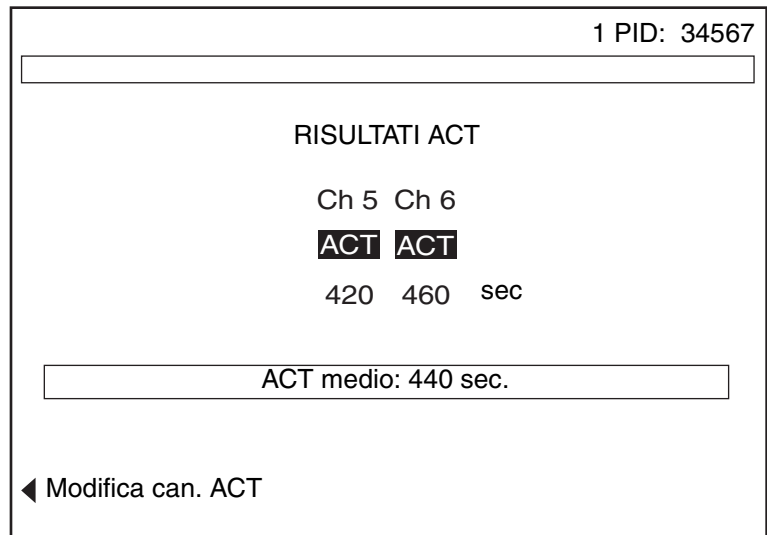 1 PID: 34567
RISULTATI ACT
Ch 5 Ch 6
ACT ACT
420 460 sec
ACT medio: 440 sec.
Modifica can. ACT